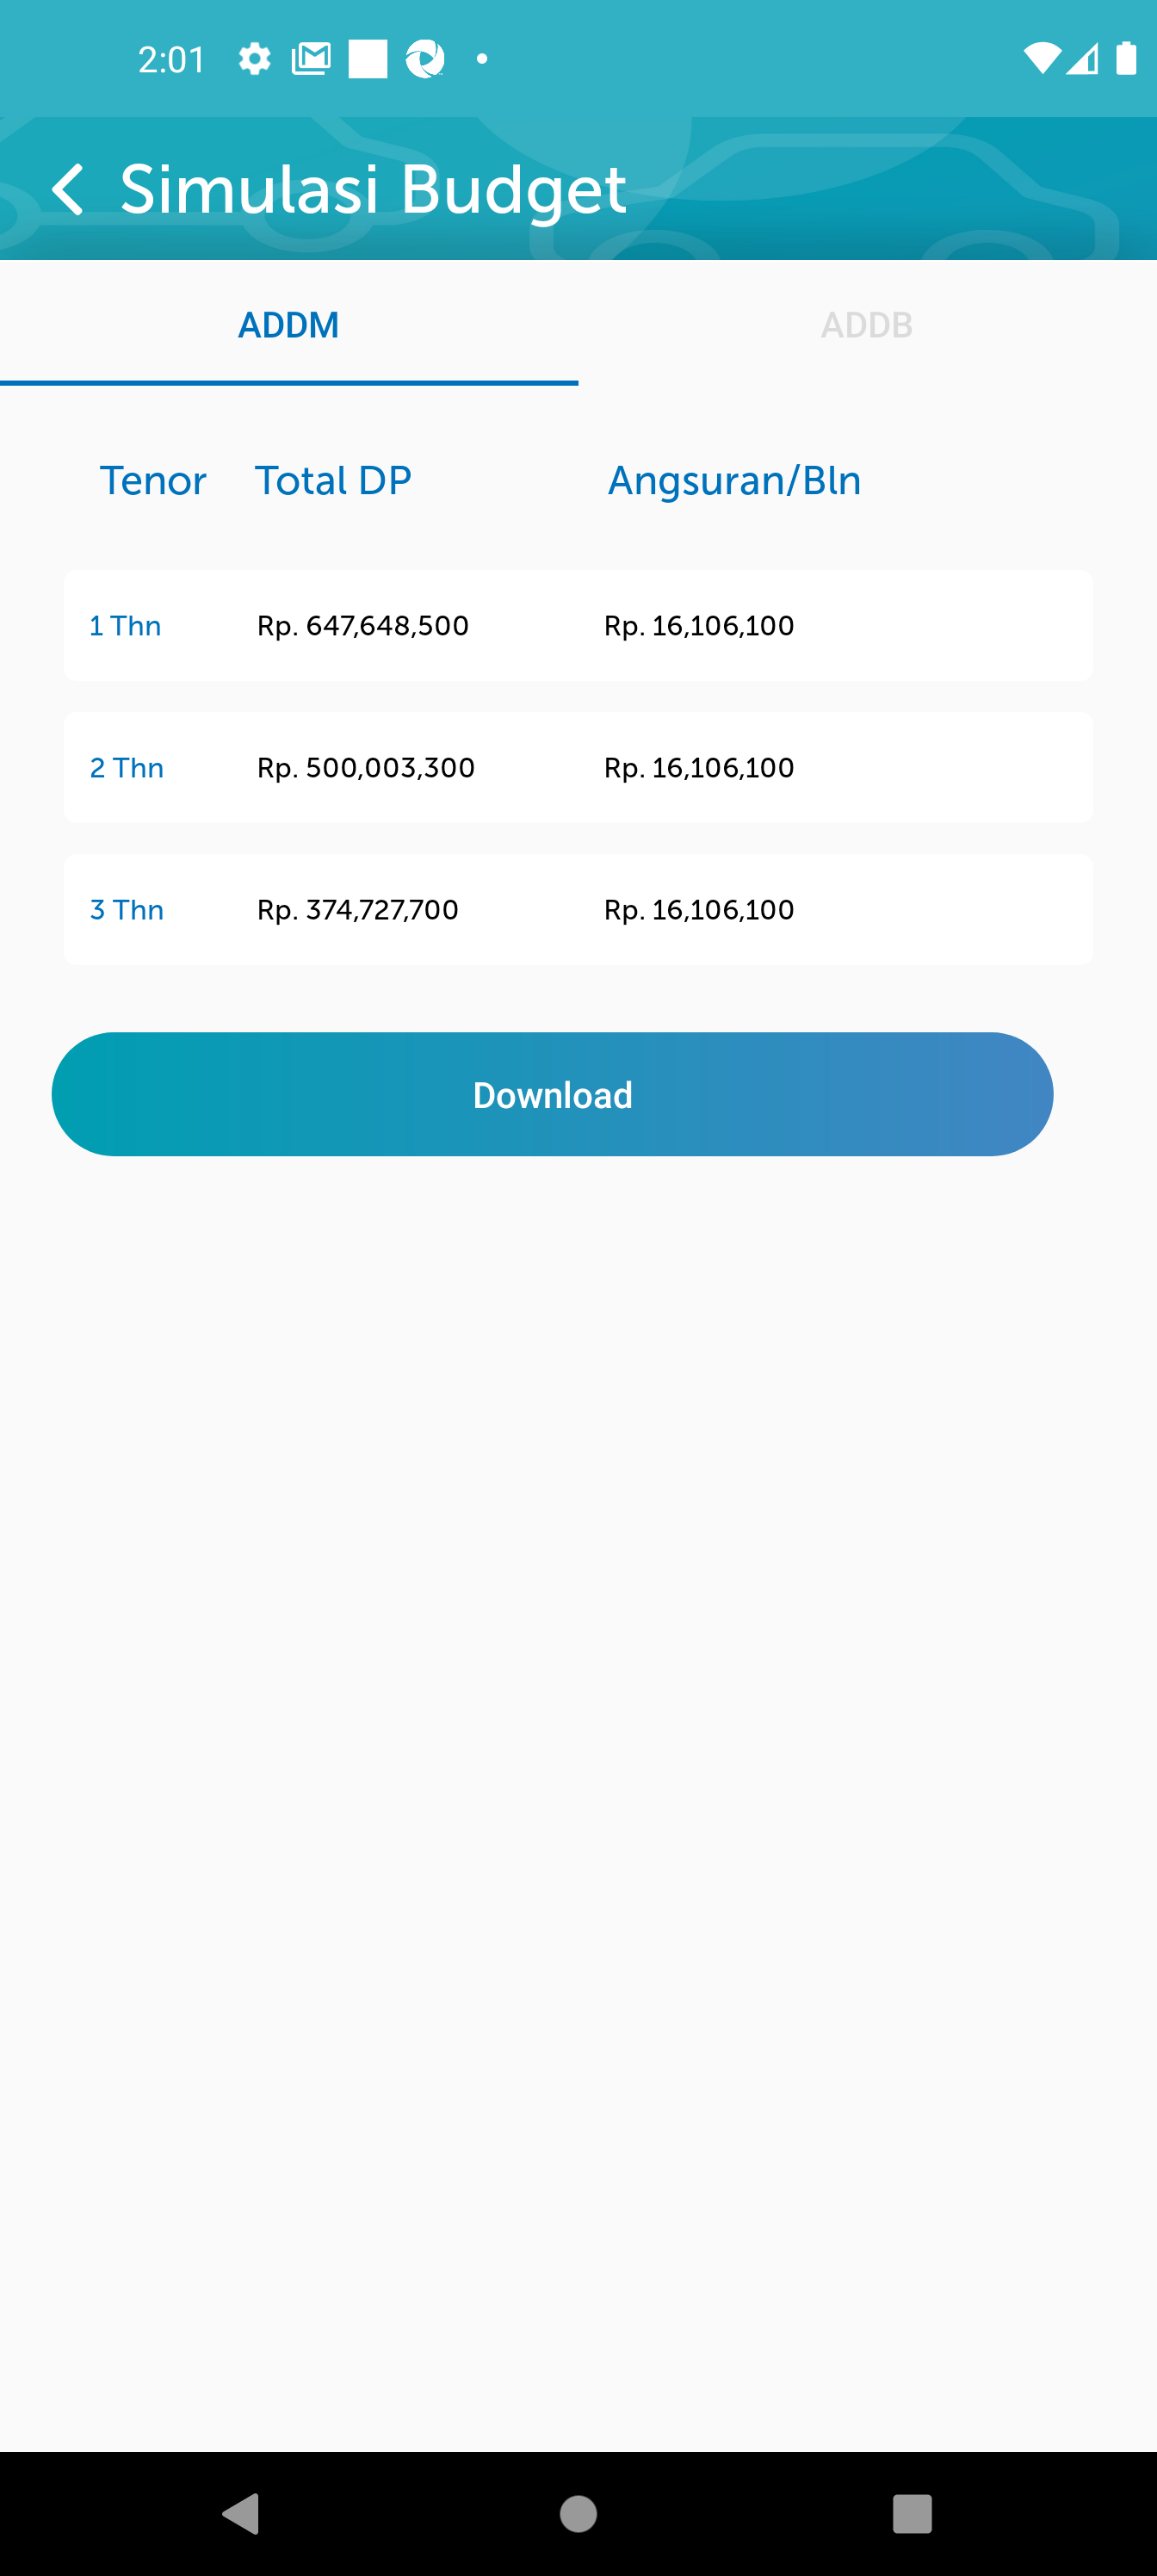 2:01
Simulasi Budget
ADDM ADDB
Tenor Total DP Angsuran/Bln
1 Thn Rp. 647,648,500 Rp. 16,106,100
2 Thn Rp. 500,003,300 Rp. 16,106,100
3 Thn Rp. 374,727,700 Rp. 16,106,100
Download